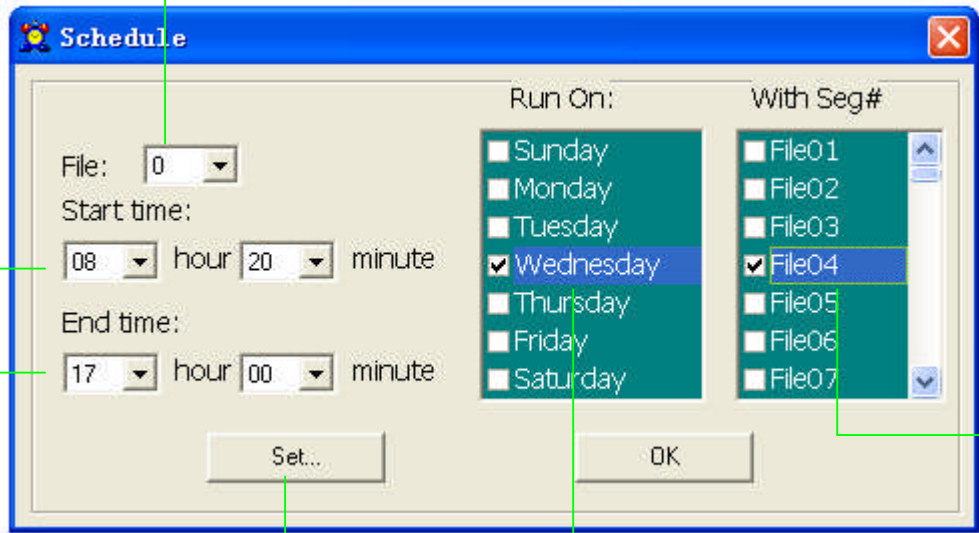 Schedule
Run On:
With Seg#
File: 0
Start time:
08 hour 20 minute
End time:
17 hour 00 minute
Sunday
Monday
Tuesday
Wednesday
Thursday
Friday
Saturday
File01
File02
File03
File04
File05
File06
File07
Set...
OK